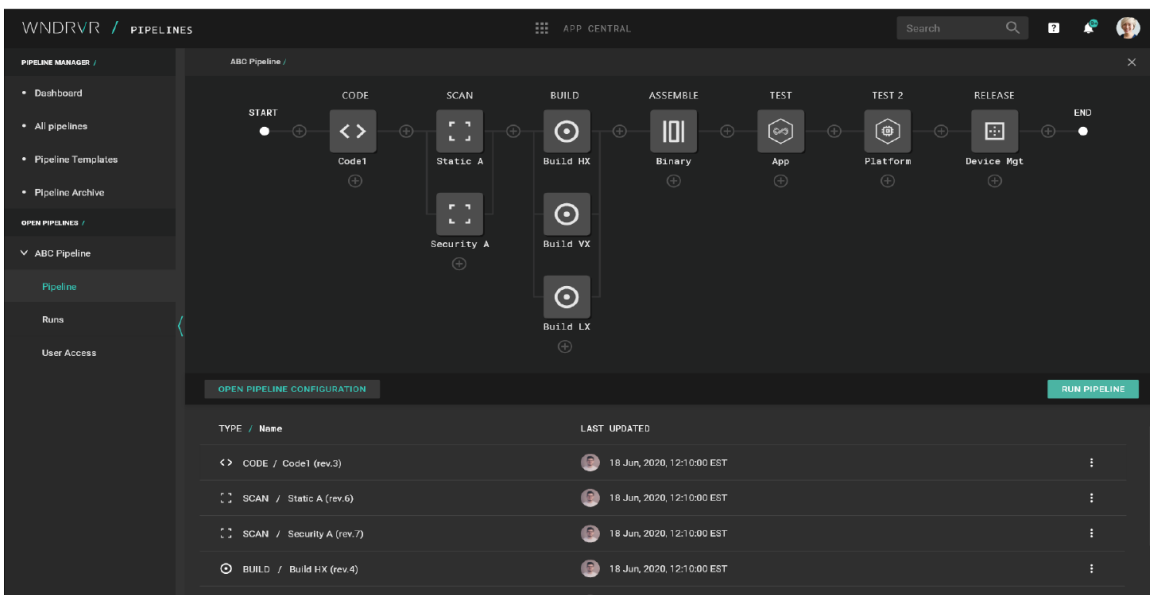 WNDRVR / PIPELINES
APP CENTRAL
Search
?
PIPELINE MANAGER /
• Dashboard
• All pipelines
• Pipeline Templates
• Pipeline Archive
OPEN PIPELINES /
ABC Pipeline
Pipeline
Runs
User Access
ABC Pipeline /
START
CODE
SCAN
BUILD
ASSEMBLE
TEST
TEST 2
RELEASE
END
Code1
Static A
Build HX
Binary
App
Platform
Device Mgt
Security A
Build VX
Build LX
OPEN PIPELINE CONFIGURATION
RUN PIPELINE
TYPE / Name LAST UPDATED
CODE / Code1 (rev.3) 18 Jun, 2020, 12:10:00 EST
SCAN / Static A (rev.6) 18 Jun, 2020, 12:10:00 EST
SCAN / Security A (rev.7) 18 Jun, 2020, 12:10:00 EST
BUILD / Build HX (rev.4) 18 Jun, 2020, 12:10:00 EST